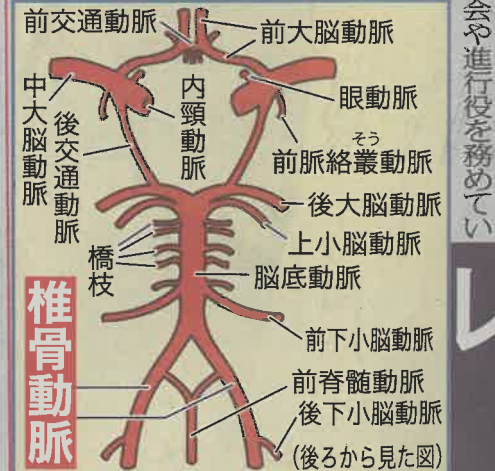 前交通動脈
前大脳動脈
中大脳動脈
後交通動脈
内頸動脈
眼動脈
そう
前脈絡叢動脈
後大脳動脈
上小脳動脈
橋枝
脳底動脈
椎骨動脈
前下小脳動脈
前脊髄動脈
後下小脳動脈
(後ろから見た図)
会や進行役を務めてい